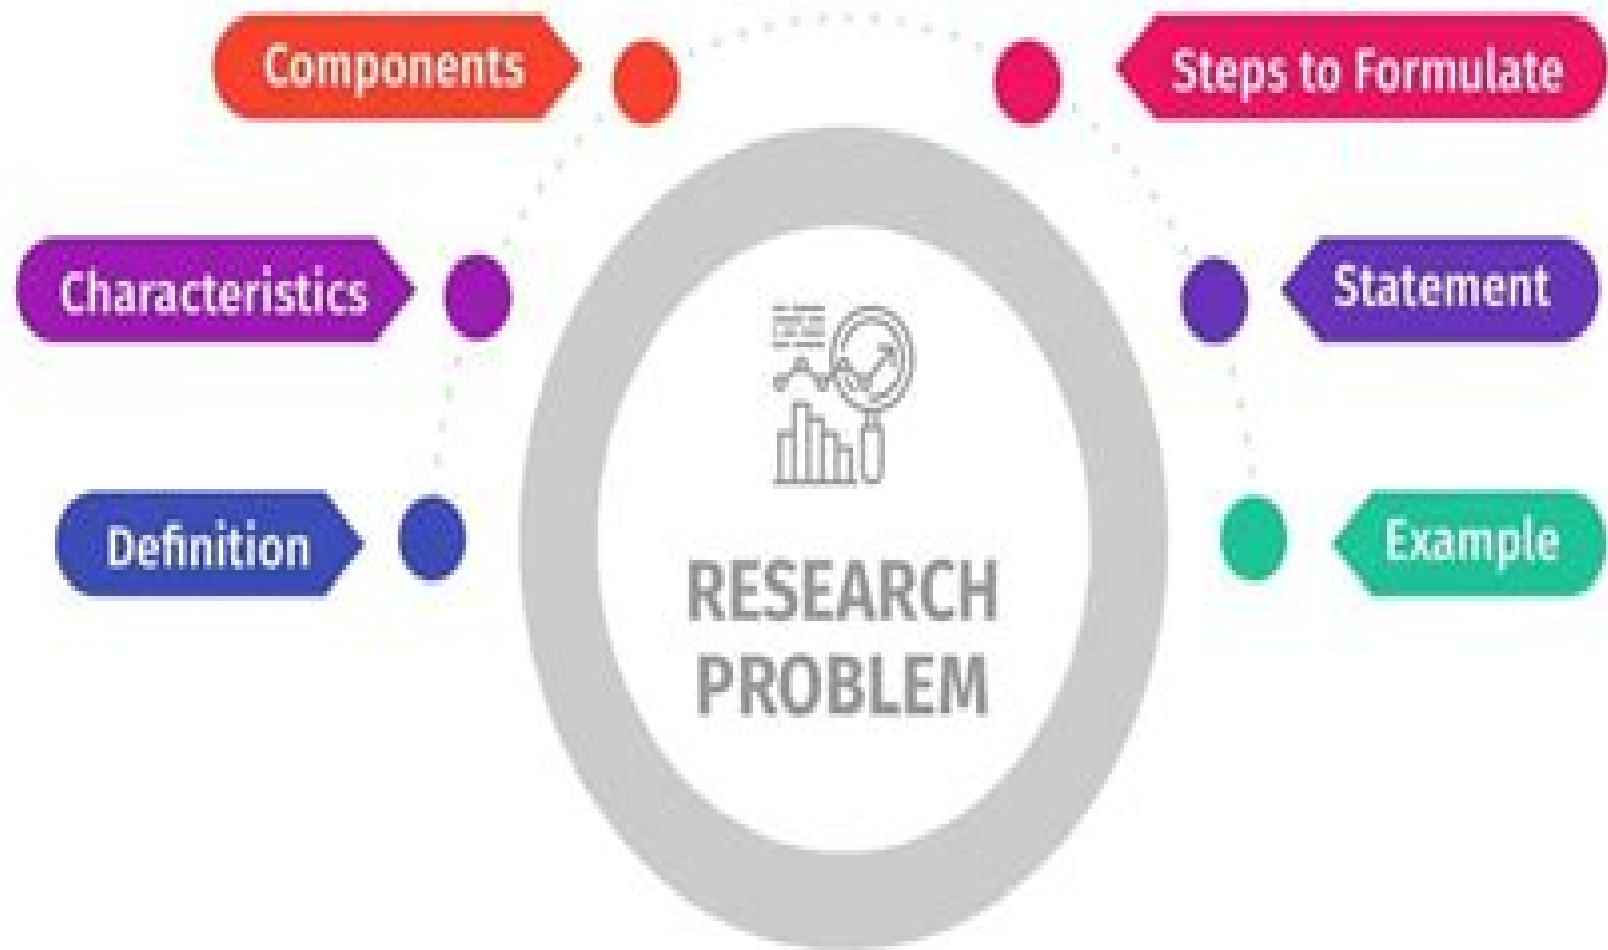 Components
Steps to Formulate
Characteristics
Statement
Definition
Example
RESEARCH
PROBLEM